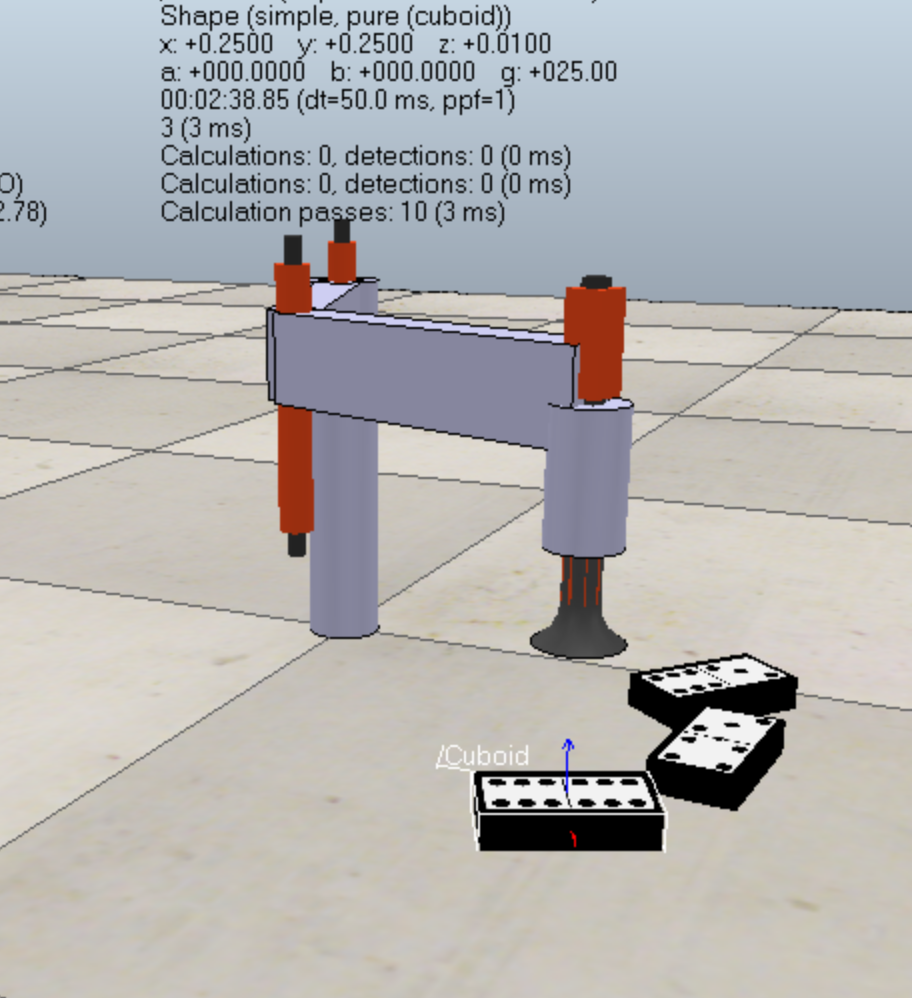 Shape (simple, pure (cuboid))
x: +0.2500 y: +0.2500 z: +0.0100
a: +000.0000 b: +000.0000 g: +025.00
00:02:38.85 (dt=50.0 ms, ppf=1)
3 (3 ms)
Calculations: 0, detections: 0 (0 ms)
O) Calculations: 0, detections: 0 (0 ms)
2.78) Calculation passes: 10 (3 ms)
/Cuboid